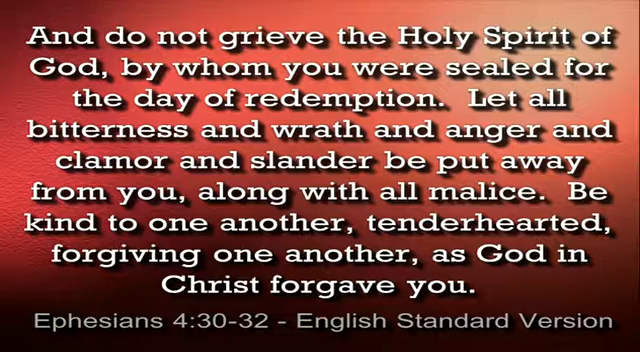 And do not grieve the Holy Spirit of
God, by whom you were sealed for
the day of redemption.  Let all
bitterness and wrath and anger and
clamor and slander be put away
from you, along with all malice.  Be
kind to one another, tenderhearted,
forgiving one another, as God in
Christ forgave you.
Ephesians 4:30-32 - English Standard Version